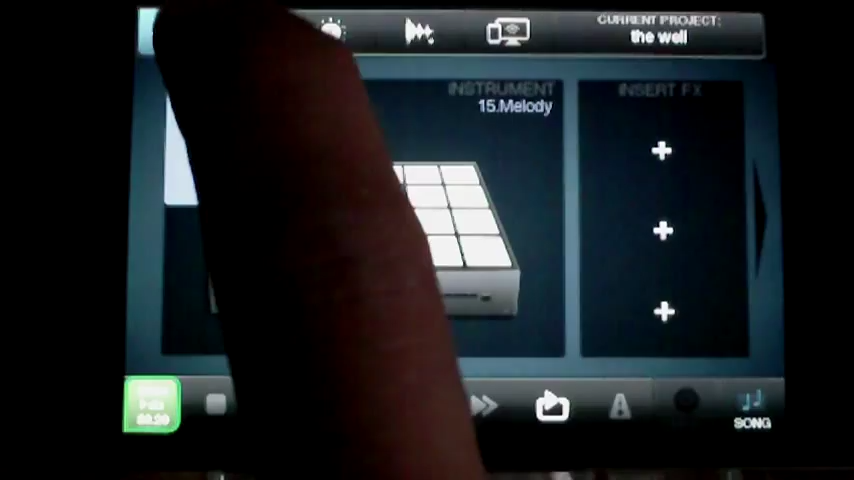 CURRENT PROJECT:
the well
INSTRUMENT
15.Melody
INSERT FX
SONG